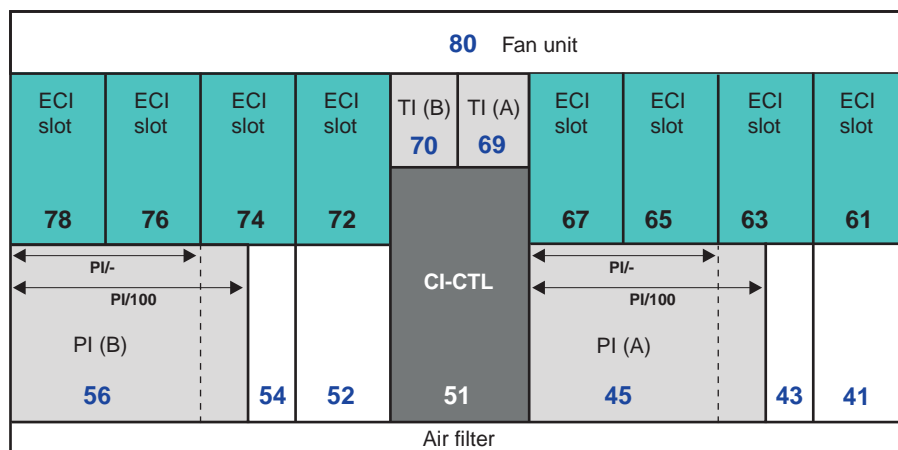 80 Fan unit
ECI slot
ECI slot
ECI slot
ECI slot
TI (B)
TI (A)
ECI slot
ECI slot
ECI slot
ECI slot
70
69
78
76
74
72
67
65
63
61
PI/-
PI/-
PI/100
PI/100
CI-CTL
PI (B)
PI (A)
56
54
52
51
45
43
41
Air filter